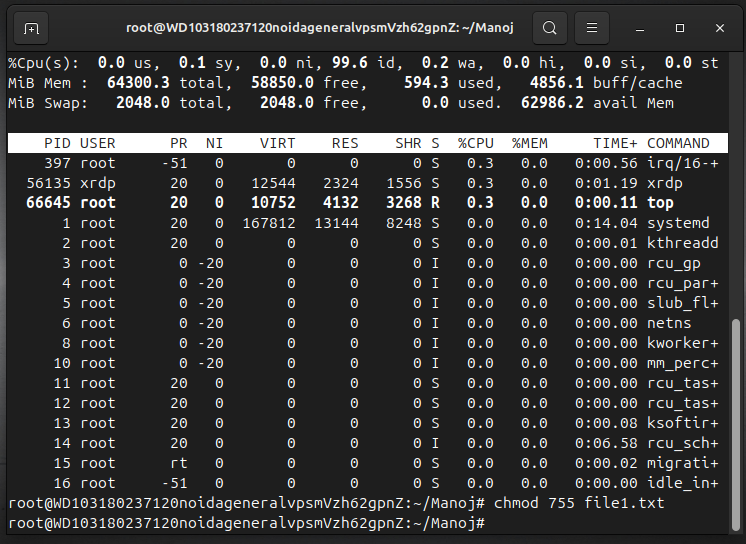 root@WD103180237120noidageneralvpsmVzh62gpnZ: ~/Manoj
%Cpu(s):  0.0 us,  0.1 sy,  0.0 ni, 99.6 id,  0.2 wa,  0.0 hi,  0.0 si,  0.0 st
MiB Mem :  64300.3 total,  58850.0 free,    594.3 used,   4856.1 buff/cache
MiB Swap:   2048.0 total,   2048.0 free,      0.0 used.  62986.2 avail Mem
PID USER      PR  NI    VIRT    RES    SHR S  %CPU  %MEM     TIME+ COMMAND
397 root     -51   0       0      0      0 S   0.3   0.0   0:00.56 irq/16-+
56135 xrdp      20   0   12544   2324   1556 S   0.3   0.0   0:01.19 xrdp
66645 root      20   0   10752   4132   3268 R   0.3   0.0   0:00.11 top
1 root      20   0  167812  13144   8248 S   0.0   0.0   0:14.04 systemd
2 root      20   0       0      0      0 S   0.0   0.0   0:00.01 kthreadd
3 root       0 -20       0      0      0 I   0.0   0.0   0:00.00 rcu_gp
4 root       0 -20       0      0      0 I   0.0   0.0   0:00.00 rcu_par+
5 root       0 -20       0      0      0 I   0.0   0.0   0:00.00 slub_fl+
6 root       0 -20       0      0      0 I   0.0   0.0   0:00.00 netns
8 root       0 -20       0      0      0 I   0.0   0.0   0:00.00 kworker+
10 root       0 -20       0      0      0 I   0.0   0.0   0:00.00 mm_perc+
11 root      20   0       0      0      0 S   0.0   0.0   0:00.00 rcu_tas+
12 root      20   0       0      0      0 S   0.0   0.0   0:00.00 rcu_tas+
13 root      20   0       0      0      0 S   0.0   0.0   0:00.08 ksoftir+
14 root      20   0       0      0      0 I   0.0   0.0   0:06.58 rcu_sch+
15 root      rt   0       0      0      0 S   0.0   0.0   0:00.02 migrati+
16 root     -51   0       0      0      0 S   0.0   0.0   0:00.00 idle_in+
root@WD103180237120noidageneralvpsmVzh62gpnZ:~/Manoj# chmod 755 file1.txt
root@WD103180237120noidageneralvpsmVzh62gpnZ:~/Manoj#